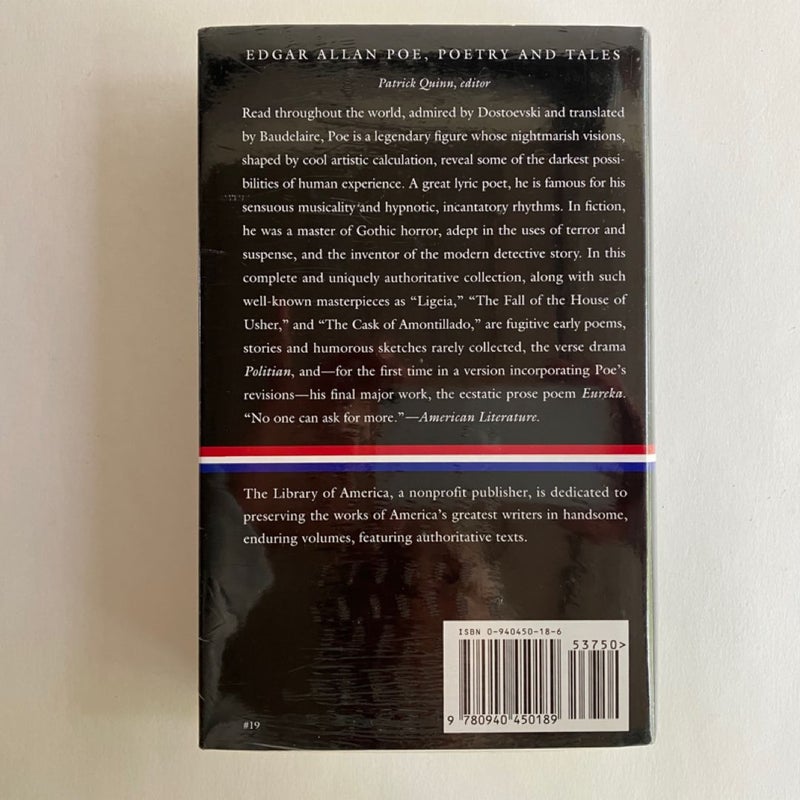 EDGAR ALLAN POE, POETRY AND TALES
Patrick Quinn, editor
Read throughout the world, admired by Dostoevski and translated
by Baudelaire, Poe is a legendary figure whose nightmarish visions,
shaped by cool artistic calculation, reveal some of the darkest possi-
bilities of human experience. A great lyric poet, he is famous for his
sensuous musicality and hypnotic, incantatory rhythms. In fiction,
he was a master of Gothic horror, adept in the uses of terror and
suspense, and the inventor of the modern detective story. In this
complete and uniquely authoritative collection, along with such
well-known masterpieces as “Ligeia,” “The Fall of the House of
Usher,” and “The Cask of Amontillado,” are fugitive early poems,
stories and humorous sketches rarely collected, the verse drama
Politian, and—for the first time in a version incorporating Poe’s
revisions—his final major work, the ecstatic prose poem Eureka.
“No one can ask for more.”—American Literature.
The Library of America, a nonprofit publisher, is dedicated to
preserving the works of America’s greatest writers in handsome,
enduring volumes, featuring authoritative texts.
ISBN 0-940450-18-6
53750>
9 780940 450189
#19